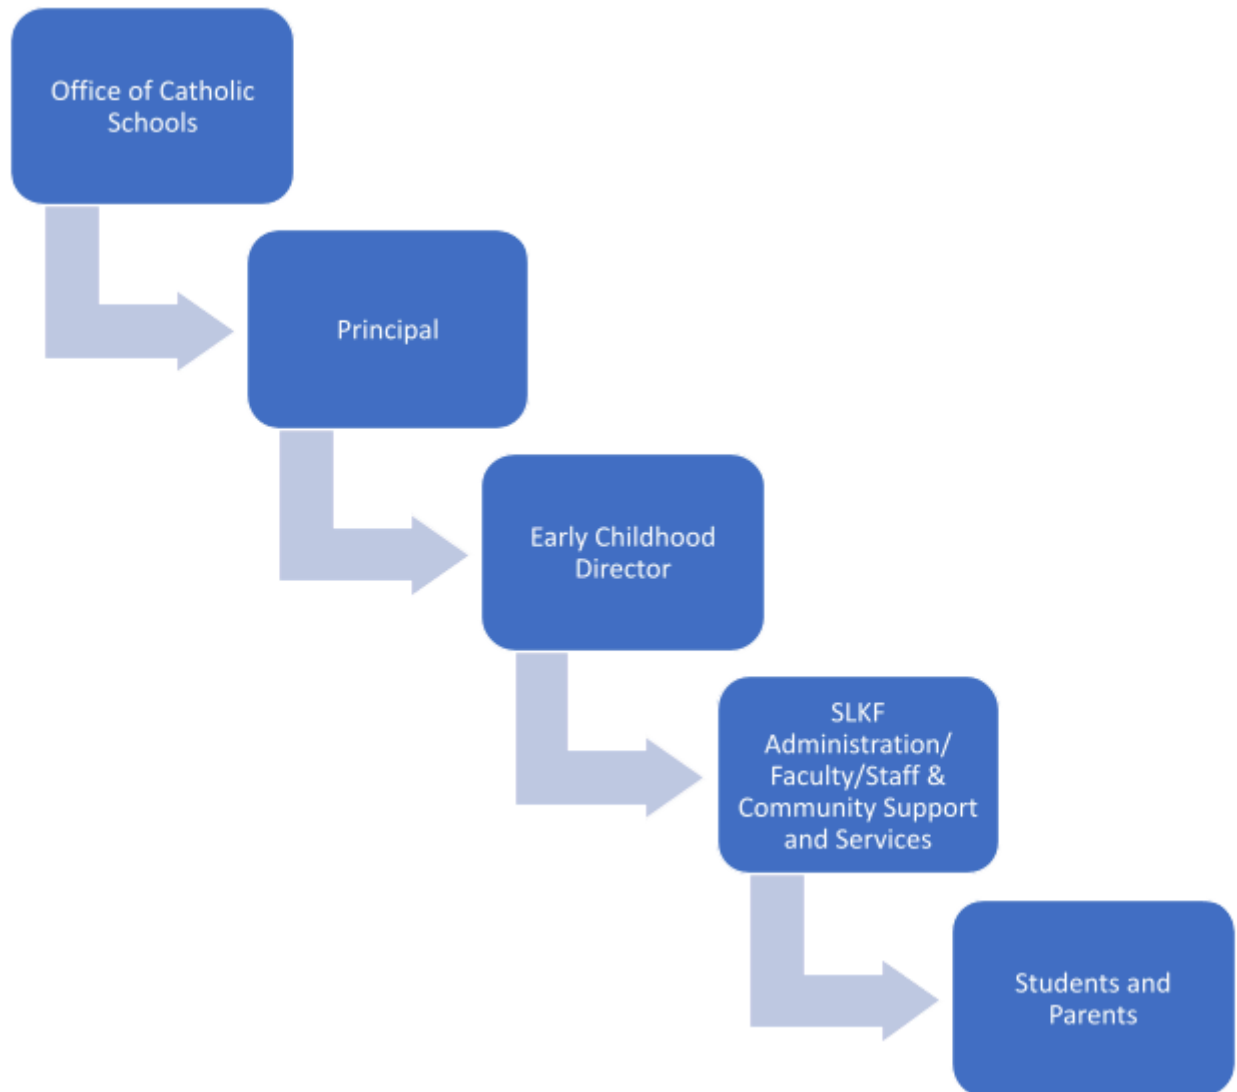 Office of Catholic
Schools
Principal
Early Childhood
Director
SLKF
Administration/
Faculty/Staff &
Community Support
and Services
Students and
Parents